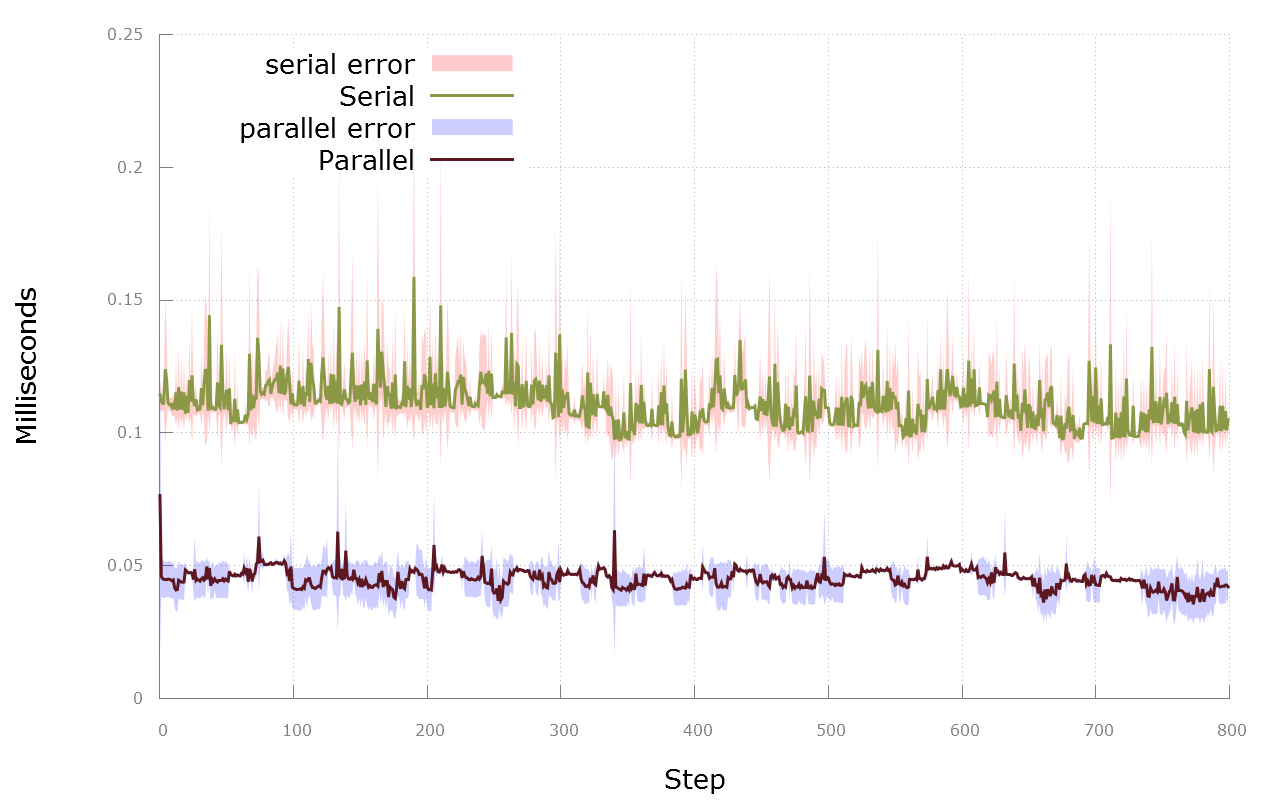 0.25
serial error
Serial
parallel error
Parallel
0.2
0.15
0.1
0.05
0
Milliseconds
0 100 200 300 400 500 600 700 800
Step